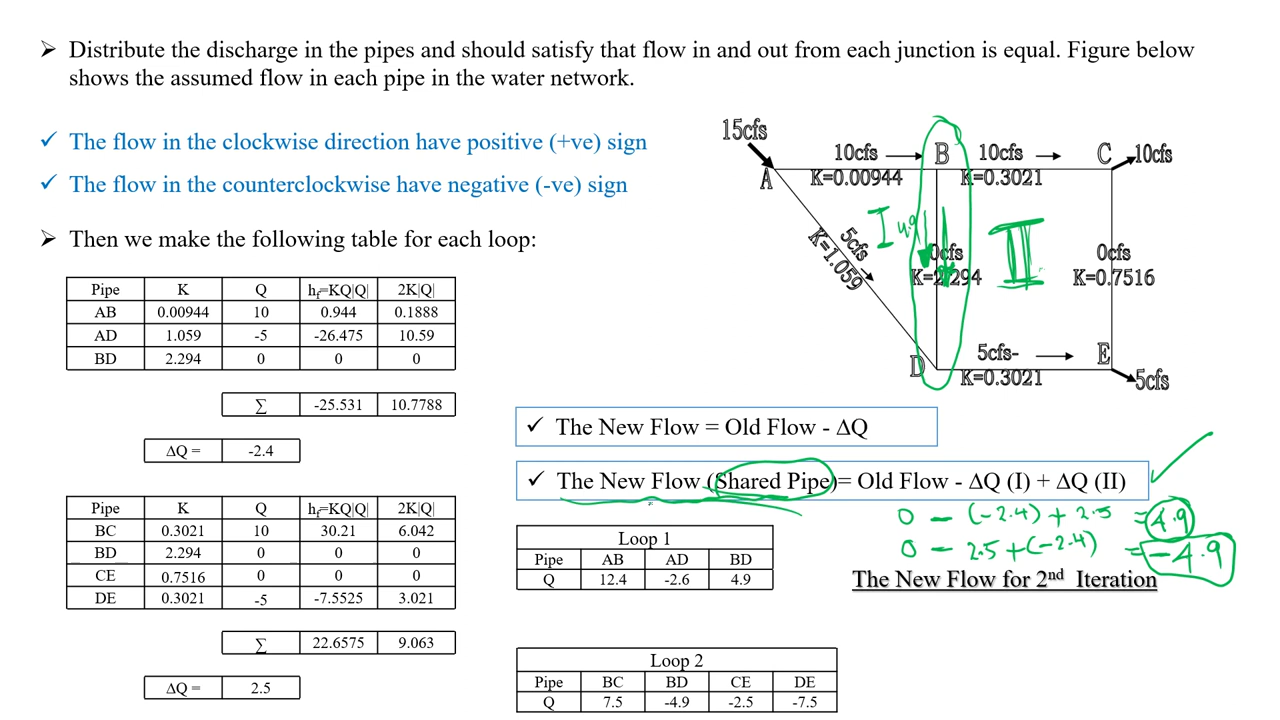 ➢ Distribute the discharge in the pipes and should satisfy that flow in and out from each junction is equal. Figure below
shows the assumed flow in each pipe in the water network.
✓ The flow in the clockwise direction have positive (+ve) sign
✓ The flow in the counterclockwise have negative (-ve) sign
➢ Then we make the following table for each loop:
Pipe K Q hf=KQ|Q| 2K|Q|
AB 0.00944 10 0.944 0.1888
AD 1.059 -5 -26.475 10.59
BD 2.294 0 0 0
∑ -25.531 10.7788
ΔQ = -2.4
Pipe K Q hf=KQ|Q| 2K|Q|
BC 0.3021 10 30.21 6.042
BD 2.294 0 0 0
CE 0.7516 0 0 0
DE 0.3021 -5 -7.5525 3.021
∑ 22.6575 9.063
ΔQ = 2.5
15cfs
10cfs B 10cfs C 10cfs
A K=0.00944 K=0.3021
I 4.9 II
5cfs
K=1.059
0cfs
K=2.294
0cfs
K=0.7516
D 5cfs- E
K=0.3021 5cfs
✓ The New Flow = Old Flow - ΔQ
✓ The New Flow (Shared Pipe)= Old Flow - ΔQ (I) + ΔQ (II)
0 - (-2.4) + 2.5 = 4.9
0 - 2.5 + (-2.4) = -4.9
The New Flow for 2nd Iteration
Loop 1
Pipe AB AD BD
Q 12.4 -2.6 4.9
Loop 2
Pipe BC BD CE DE
Q 7.5 -4.9 -2.5 -7.5